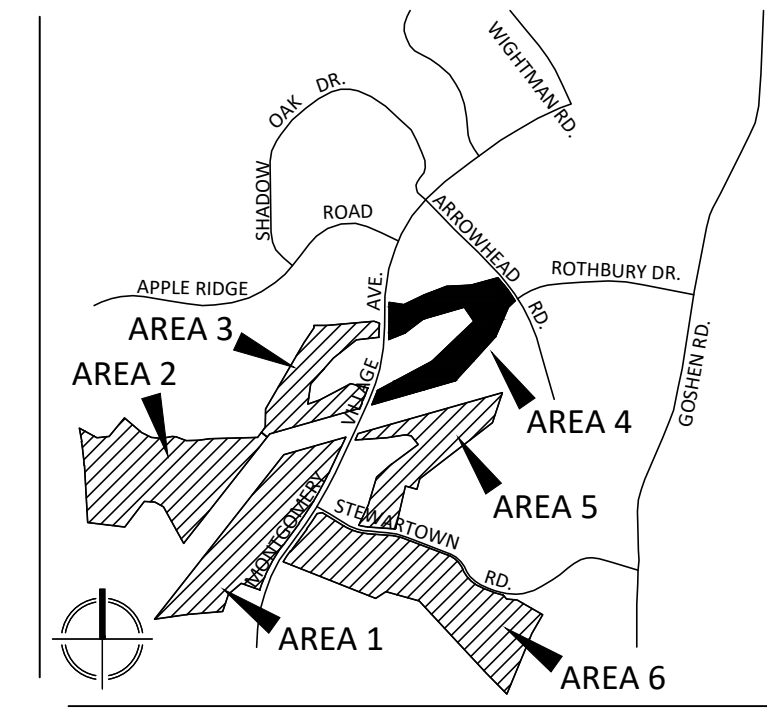 WIGHTMAN RD.
OAK DR.
SHADOW
ROAD
ARROWHEAD
RD.
ROTHBURY DR.
APPLE RIDGE
AVE.
AREA 3
AREA 2
VILLAGE
GOSHEN RD.
AREA 4
AREA 5
MONTGOMERY
STEWARTOWN
RD.
AREA 1
AREA 6